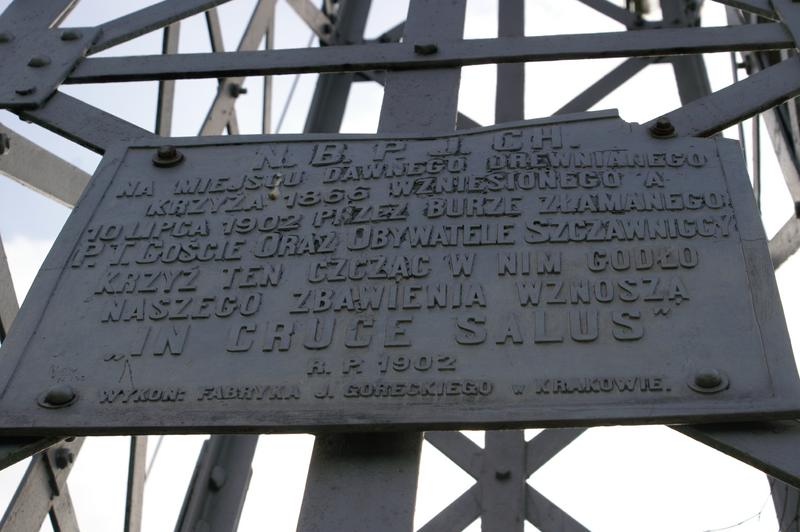 N. B. P. J. CH.
NA MIEJSCU DAWNEGO DREWNIANEGO
KRZYŻA 1866 WZNIESIONEGO A
10 LIPCA 1902 PRZEZ BURZE ZŁAMANEGO
P. T. GOŚCIE ORAZ OBYWATELE SZCZAWNICCY
KRZYŻ TEN CZCZĄC W NIM GODŁO
NASZEGO ZBAWIENIA WZNOSZĄ
„IN CRUCE SALUS”
R. P. 1902
WYKON: FABRYKA J. GÓRECKIEGO w KRAKOWIE.